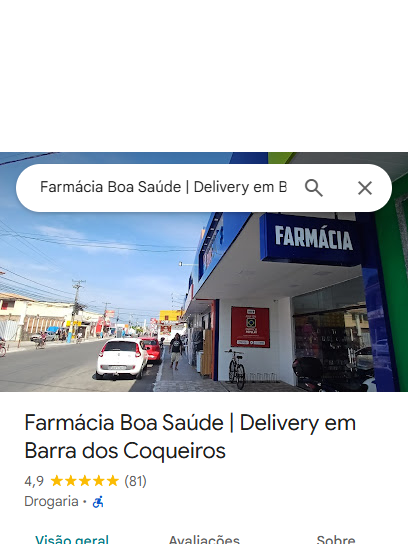 Farmácia Boa Saúde | Delivery em B
FARMÁCIA
Farmácia Boa Saúde | Delivery em
Barra dos Coqueiros
4,9 (81)
Drogaria ·
Visão geral Avaliações Sobre